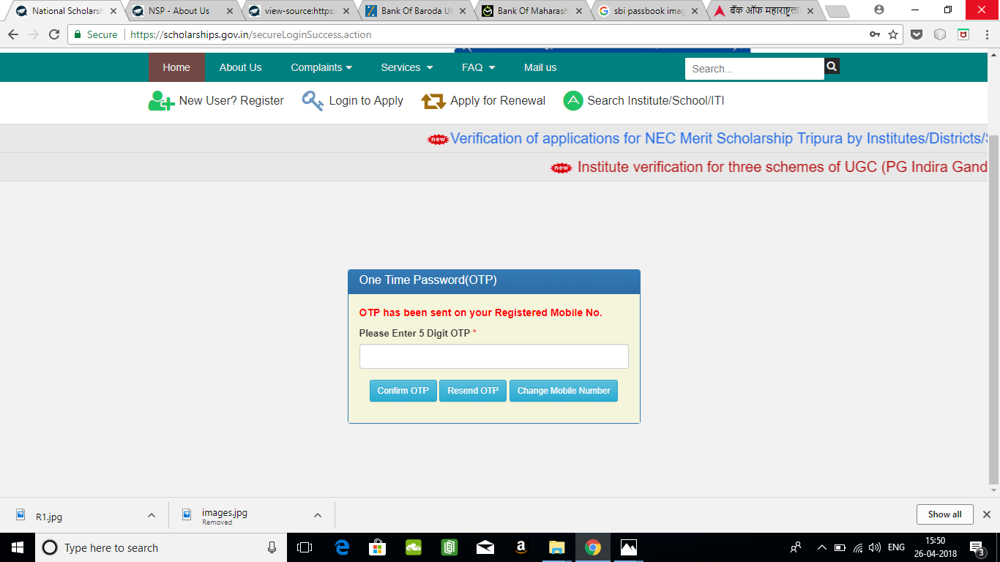 National Scholarsh
NSP - About Us
view-source:https:
Bank Of Baroda Ut
Bank Of Maharash
sbi passbook imag
बँक ऑफ महाराष्ट्रला
Secure
https://scholarships.gov.in/secureLoginSuccess.action
Home
About Us
Complaints
Services
FAQ
Mail us
Search...
New User? Register
Login to Apply
Apply for Renewal
Search Institute/School/ITI
new Verification of applications for NEC Merit Scholarship Tripura by Institutes/Districts/
new Institute verification for three schemes of UGC (PG Indira Gand
One Time Password(OTP)
OTP has been sent on your Registered Mobile No.
Please Enter 5 Digit OTP *
Confirm OTP
Resend OTP
Change Mobile Number
R1.jpg
images.jpg
Removed
Show all
Type here to search
ENG
15:50
26-04-2018
3